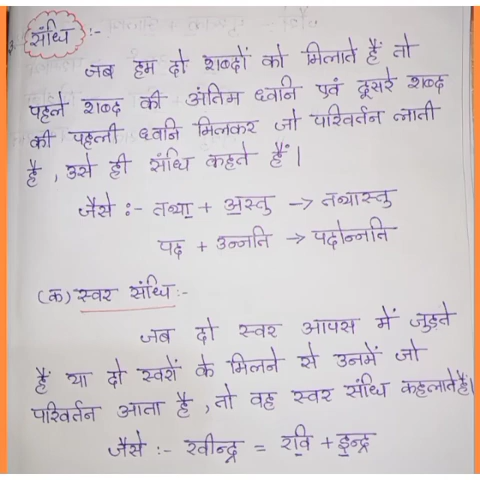 संधि :-
जब हम दो शब्दों को मिलाते हैं तो
पहले शब्द की अंतिम ध्वनि एवं दूसरे शब्द
की पहली ध्वनि मिलकर जो परिवर्तन लाती
है , उसे ही संधि कहते हैं।
जैसे :- तथा + अस्तु → तथास्तु
पद + उन्नति → पदोन्नति
(क) स्वर संधि :-
जब दो स्वर आपस में जुड़ते
हैं या दो स्वरों के मिलने से उनमें जो
परिवर्तन आता है , तो वह स्वर संधि कहलाते हैं।
जैसे :- रवीन्द्र = रवि + इन्द्र